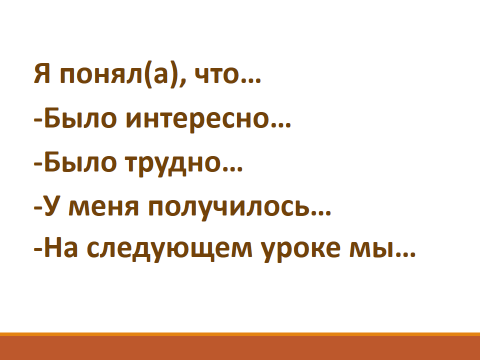 Я понял(а), что…
-Было интересно…
-Было трудно…
-У меня получилось…
-На следующем уроке мы…